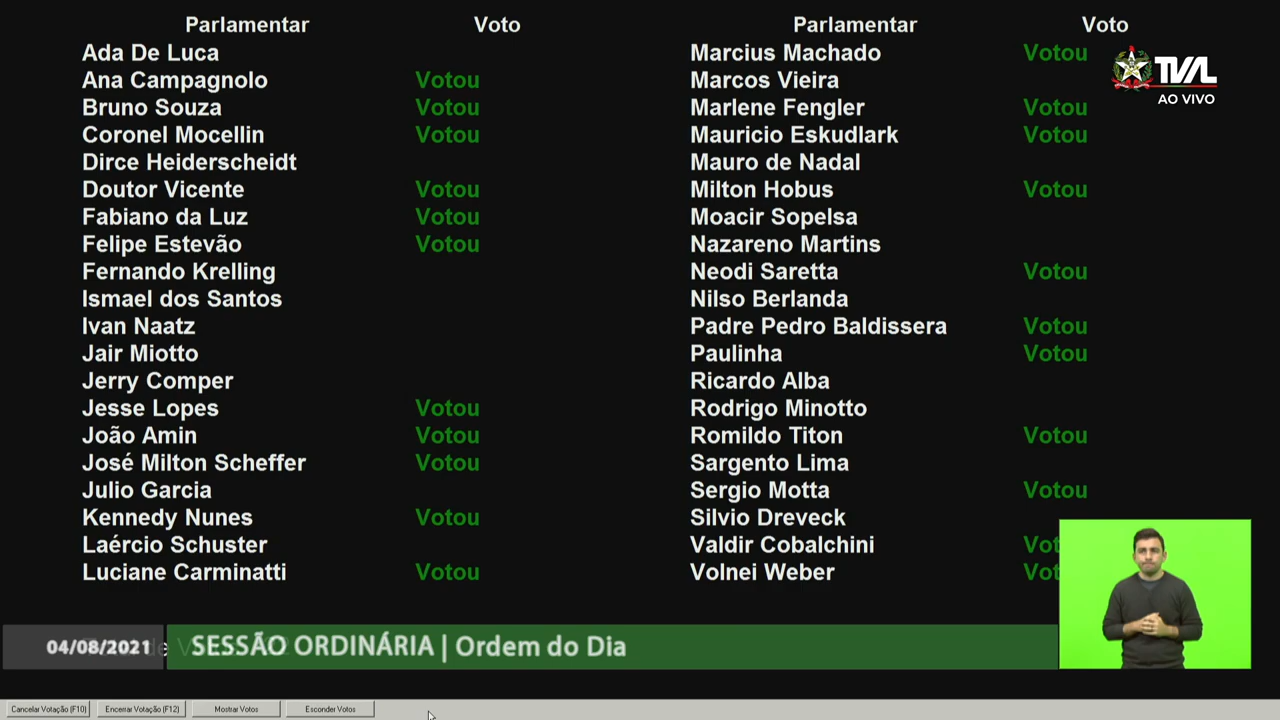 Parlamentar Voto Parlamentar Voto
Ada De Luca Marcius Machado Votou
Ana Campagnolo Votou Marcos Vieira
Bruno Souza Votou Marlene Fengler Votou
Coronel Mocellin Votou Mauricio Eskudlark Votou
Dirce Heiderscheidt Mauro de Nadal
Doutor Vicente Votou Milton Hobus Votou
Fabiano da Luz Votou Moacir Sopelsa
Felipe Estevão Votou Nazareno Martins
Fernando Krelling Neodi Saretta Votou
Ismael dos Santos Nilso Berlanda
Ivan Naatz Padre Pedro Baldissera Votou
Jair Miotto Paulinha Votou
Jerry Comper Ricardo Alba
Jesse Lopes Votou Rodrigo Minotto
João Amin Votou Romildo Titon Votou
José Milton Scheffer Votou Sargento Lima
Julio Garcia Sergio Motta Votou
Kennedy Nunes Votou Silvio Dreveck
Laércio Schuster Valdir Cobalchini Vot
Luciane Carminatti Votou Volnei Weber Vot
TVAL
AO VIVO
04/08/2021 SESSÃO ORDINÁRIA | Ordem do Dia
Cancelar Votação (F10) Encerrar Votação (F12) Mostrar Votos Esconder Votos